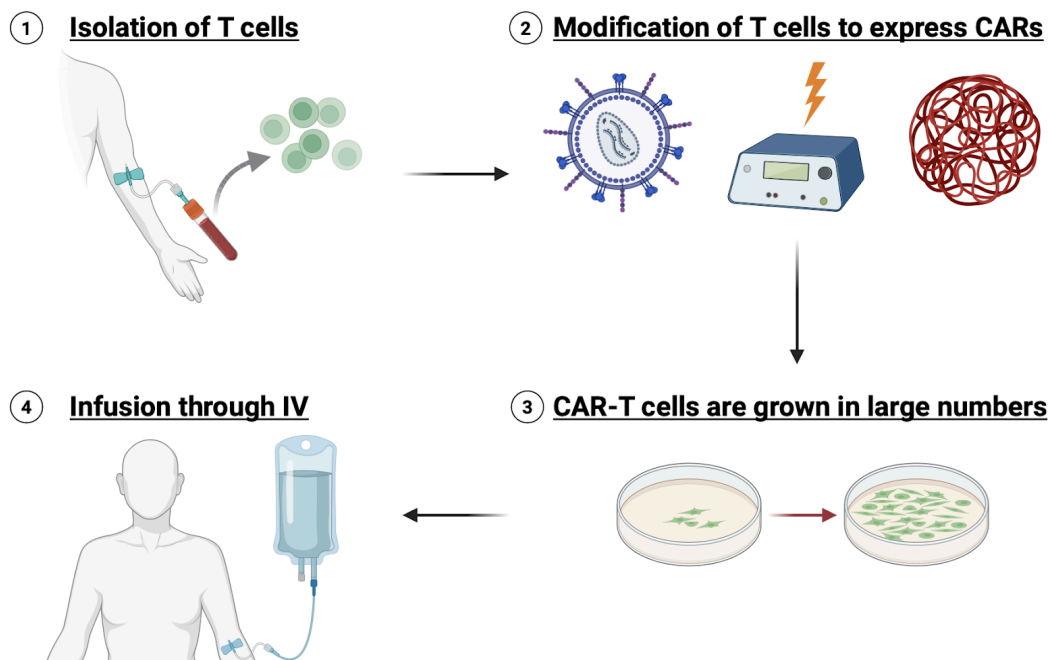 1 Isolation of T cells
2 Modification of T cells to express CARs
4 Infusion through IV
3 CAR-T cells are grown in large numbers